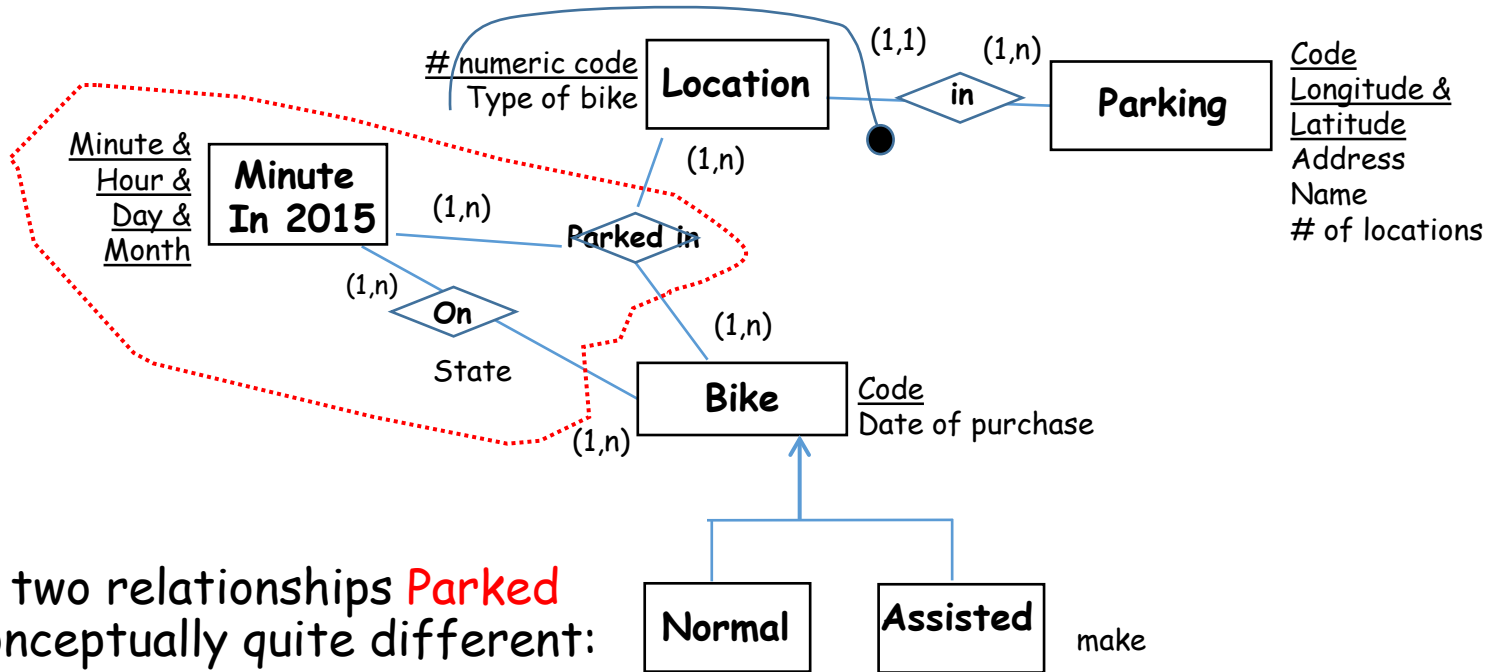 (1,1)
(1,n)
# numeric code
Type of bike
Location
in
Parking
Code
Longitude &
Latitude
Address
Name
# of locations
Minute &
Hour &
Day &
Month
Minute
In 2015
(1,n)
(1,n)
Parked in
(1,n)
On
State
(1,n)
(1,n)
Bike
Code
Date of purchase
two relationships Parked
onceptually quite different:
Normal
Assisted
make